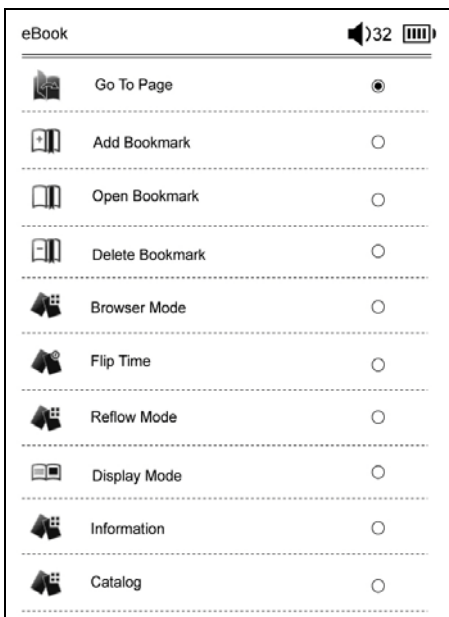 eBook 32
Go To Page
Add Bookmark
Open Bookmark
Delete Bookmark
Browser Mode
Flip Time
Reflow Mode
Display Mode
Information
Catalog